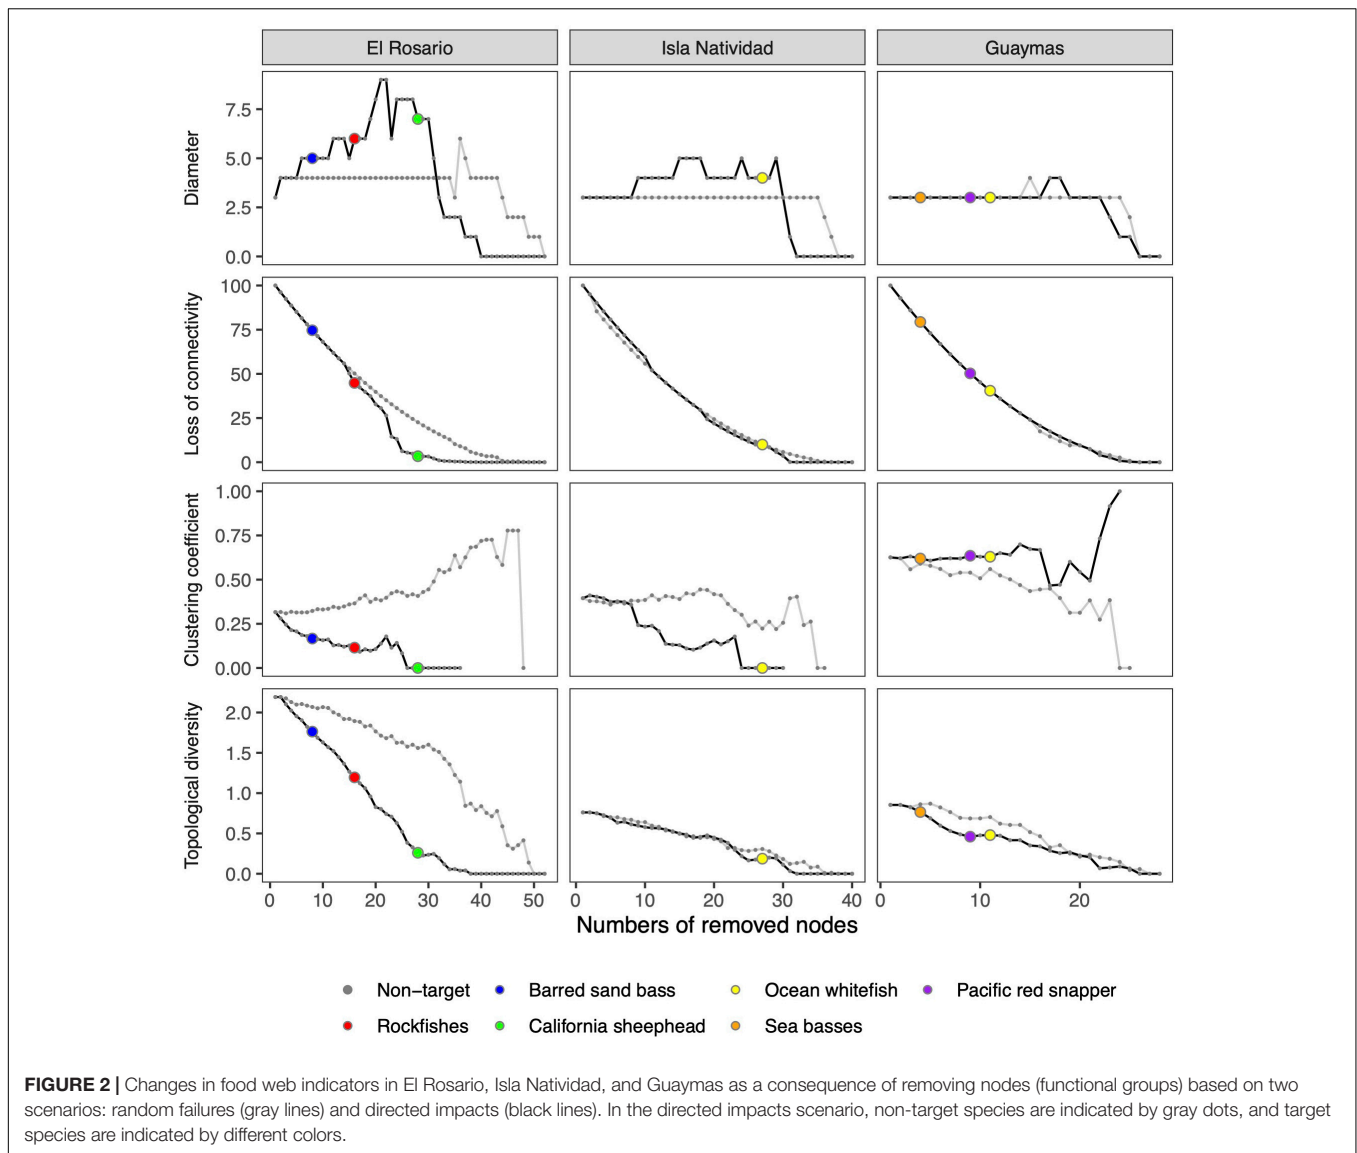 El Rosario
Isla Natividad
Guaymas
Diameter
7.5
5.0
2.5
0.0
Loss of connectivity
100
75
50
25
0
Clustering coefficient
1.00
0.75
0.50
0.25
0.00
Topological diversity
2.0
1.5
1.0
0.5
0.0
0 10 20 30 40 50
0 10 20 30 40
0 10 20
Numbers of removed nodes
Non−target Barred sand bass Ocean whitefish Pacific red snapper
Rockfishes California sheephead Sea basses
FIGURE 2 | Changes in food web indicators in El Rosario, Isla Natividad, and Guaymas as a consequence of removing nodes (functional groups) based on two
scenarios: random failures (gray lines) and directed impacts (black lines). In the directed impacts scenario, non-target species are indicated by gray dots, and target
species are indicated by different colors.